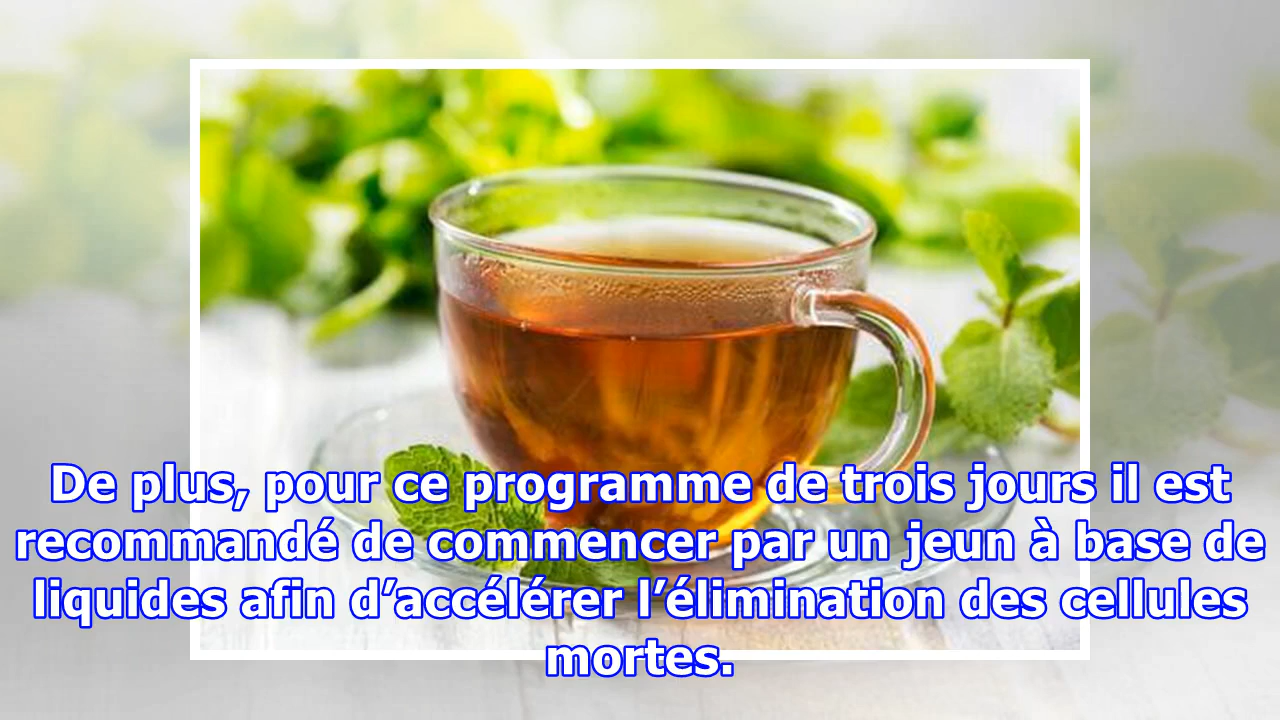 De plus, pour ce programme de trois jours il est
recommandé de commencer par un jeun à base de
liquides afin d’accélérer l’élimination des cellules
mortes.